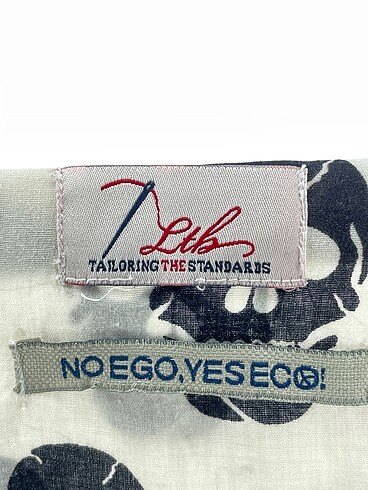 Ltb
TAILORING THE STANDARDS
NO EGO, YES ECO!